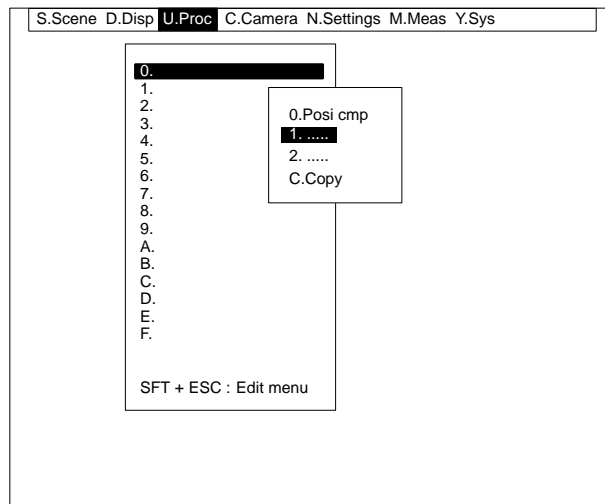 S.Scene D.Disp U.Proc C.Camera N.Settings M.Meas Y.Sys
0.
1.
2.
3.
4.
5.
6.
7.
8.
9.
A.
B.
C.
D.
E.
F.
SFT + ESC : Edit menu
0.Posi cmp
1. .....
2. .....
C.Copy